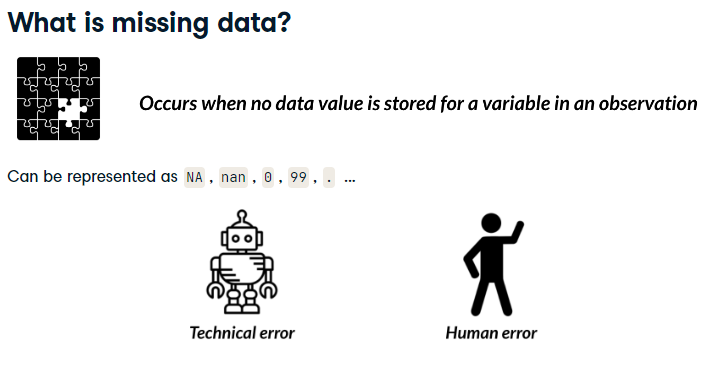 What is missing data?
Occurs when no data value is stored for a variable in an observation
Can be represented as NA , nan , 0 , 99 , . ...
Technical error
Human error